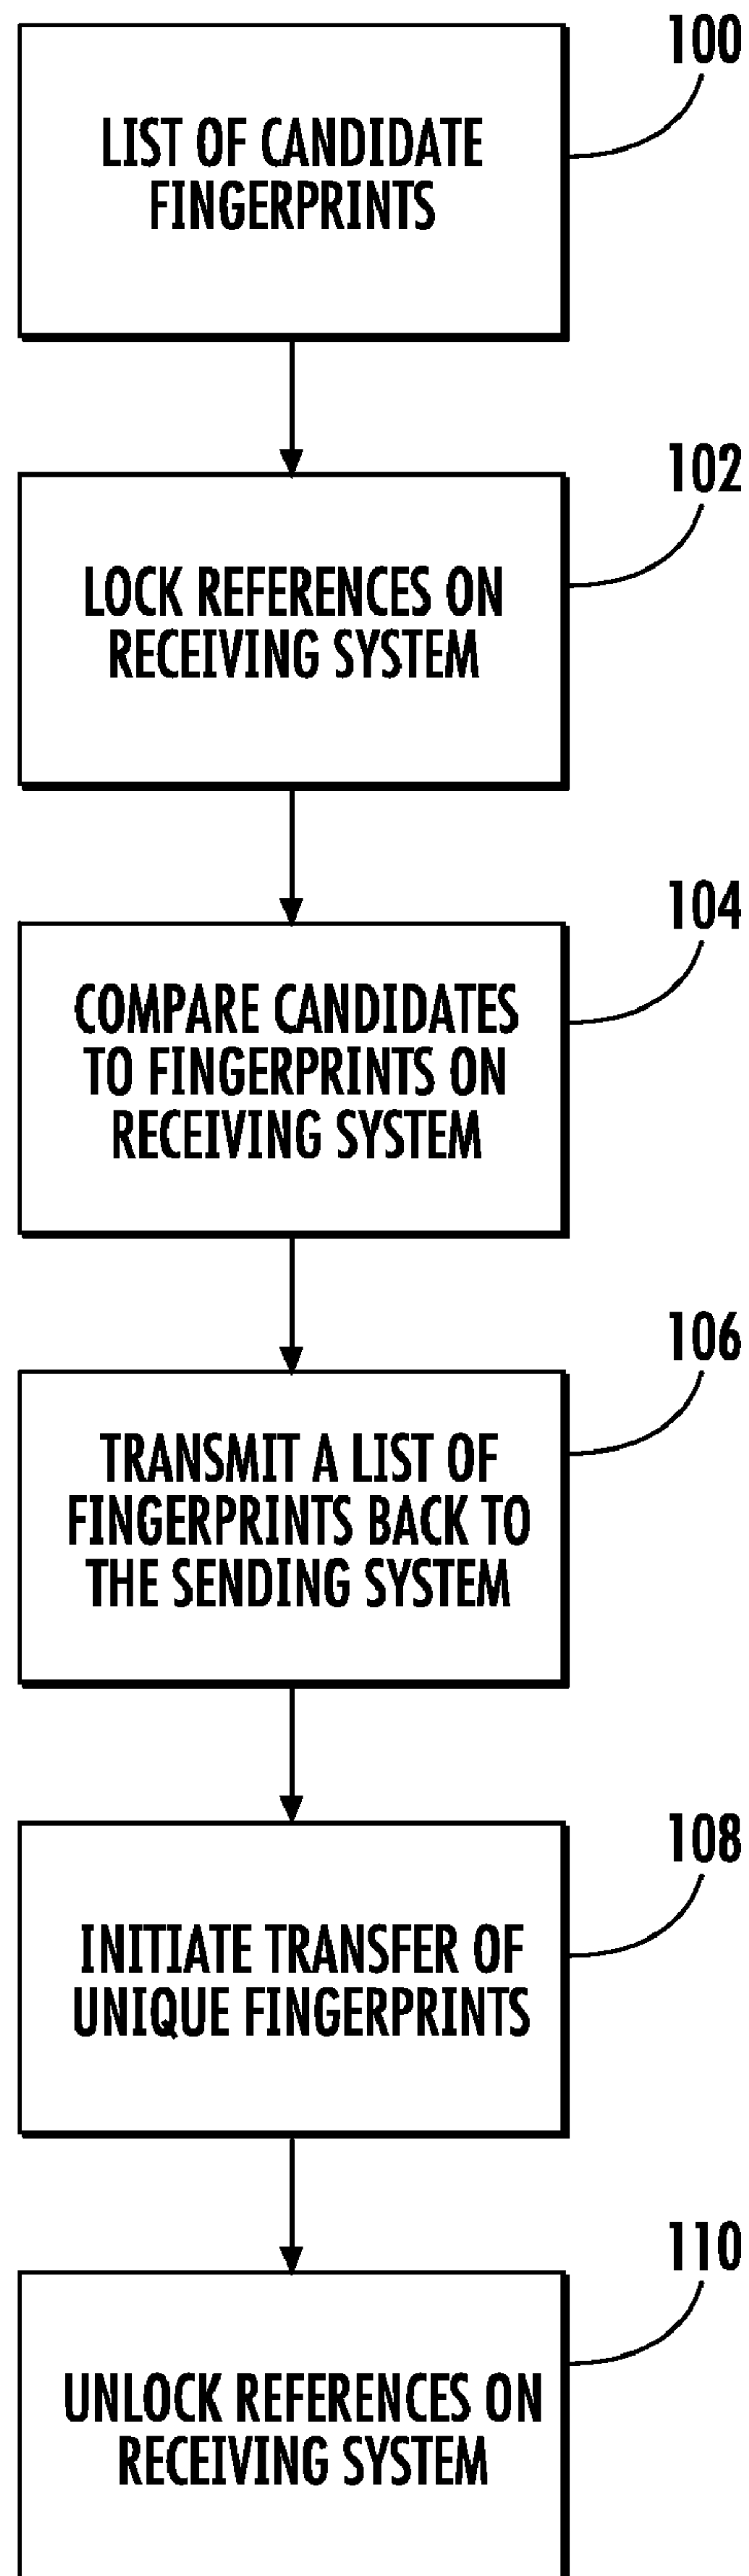 100
LIST OF CANDIDATE
FINGERPRINTS
102
LOCK REFERENCES ON
RECEIVING SYSTEM
104
COMPARE CANDIDATES
TO FINGERPRINTS ON
RECEIVING SYSTEM
106
TRANSMIT A LIST OF
FINGERPRINTS BACK TO
THE SENDING SYSTEM
108
INITIATE TRANSFER OF
UNIQUE FINGERPRINTS
110
UNLOCK REFERENCES ON
RECEIVING SYSTEM